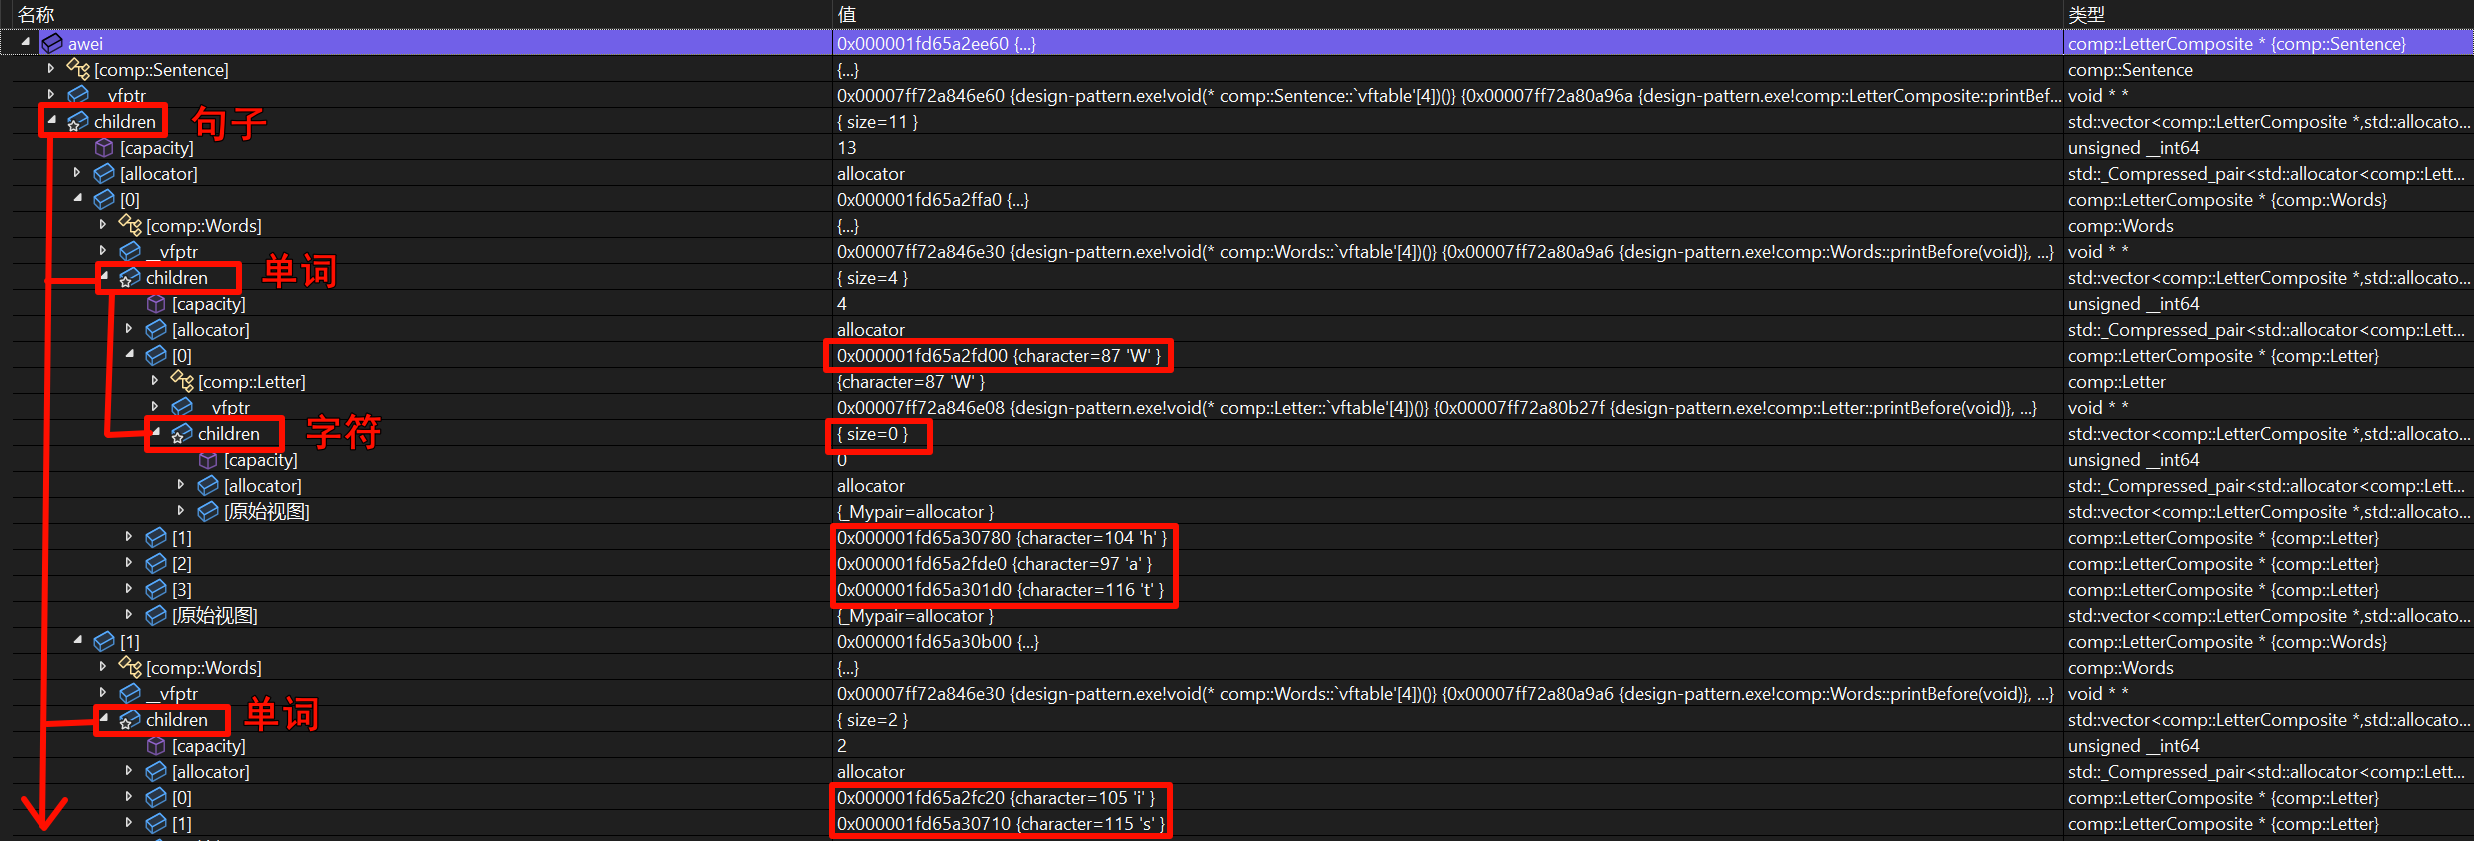 名称 值 类型
awei 0x000001fd65a2ee60 {...} comp::LetterComposite * {comp::Sentence}
[comp::Sentence] {...} comp::Sentence
__vfptr 0x00007ff72a846e60 {design-pattern.exe!void(* comp::Sentence::`vftable'[4])()} {0x00007ff72a80a96a {design-pattern.exe!comp::LetterComposite::printBef... void * *
children 句子 { size=11 } std::vector<comp::LetterComposite *,std::allocato...
[capacity] 13 unsigned __int64
[allocator] allocator std::_Compressed_pair<std::allocator<comp::Lett...
[0] 0x000001fd65a2ffa0 {...} comp::LetterComposite * {comp::Words}
[comp::Words] {...} comp::Words
__vfptr 0x00007ff72a846e30 {design-pattern.exe!void(* comp::Words::`vftable'[4])()} {0x00007ff72a80a9a6 {design-pattern.exe!comp::Words::printBefore(void)}, ...} void * *
children 单词 { size=4 } std::vector<comp::LetterComposite *,std::allocato...
[capacity] 4 unsigned __int64
[allocator] allocator std::_Compressed_pair<std::allocator<comp::Lett...
[0] 0x000001fd65a2fd00 {character=87 'W' } comp::LetterComposite * {comp::Letter}
[comp::Letter] {character=87 'W' } comp::Letter
__vfptr 0x00007ff72a846e08 {design-pattern.exe!void(* comp::Letter::`vftable'[4])()} {0x00007ff72a80b27f {design-pattern.exe!comp::Letter::printBefore(void)}, ...} void * *
children 字符 { size=0 } std::vector<comp::LetterComposite *,std::allocato...
[capacity] 0 unsigned __int64
[allocator] allocator std::_Compressed_pair<std::allocator<comp::Lett...
[原始视图] {_Mypair=allocator } std::vector<comp::LetterComposite *,std::allocato...
[1] 0x000001fd65a30780 {character=104 'h' } comp::LetterComposite * {comp::Letter}
[2] 0x000001fd65a2fde0 {character=97 'a' } comp::LetterComposite * {comp::Letter}
[3] 0x000001fd65a301d0 {character=116 't' } comp::LetterComposite * {comp::Letter}
[原始视图] {_Mypair=allocator } std::vector<comp::LetterComposite *,std::allocato...
[1] 0x000001fd65a30b00 {...} comp::LetterComposite * {comp::Words}
[comp::Words] {...} comp::Words
__vfptr 0x00007ff72a846e30 {design-pattern.exe!void(* comp::Words::`vftable'[4])()} {0x00007ff72a80a9a6 {design-pattern.exe!comp::Words::printBefore(void)}, ...} void * *
children 单词 { size=2 } std::vector<comp::LetterComposite *,std::allocato...
[capacity] 2 unsigned __int64
[allocator] allocator std::_Compressed_pair<std::allocator<comp::Lett...
[0] 0x000001fd65a2fc20 {character=105 'i' } comp::LetterComposite * {comp::Letter}
[1] 0x000001fd65a30710 {character=115 's' } comp::LetterComposite * {comp::Letter}